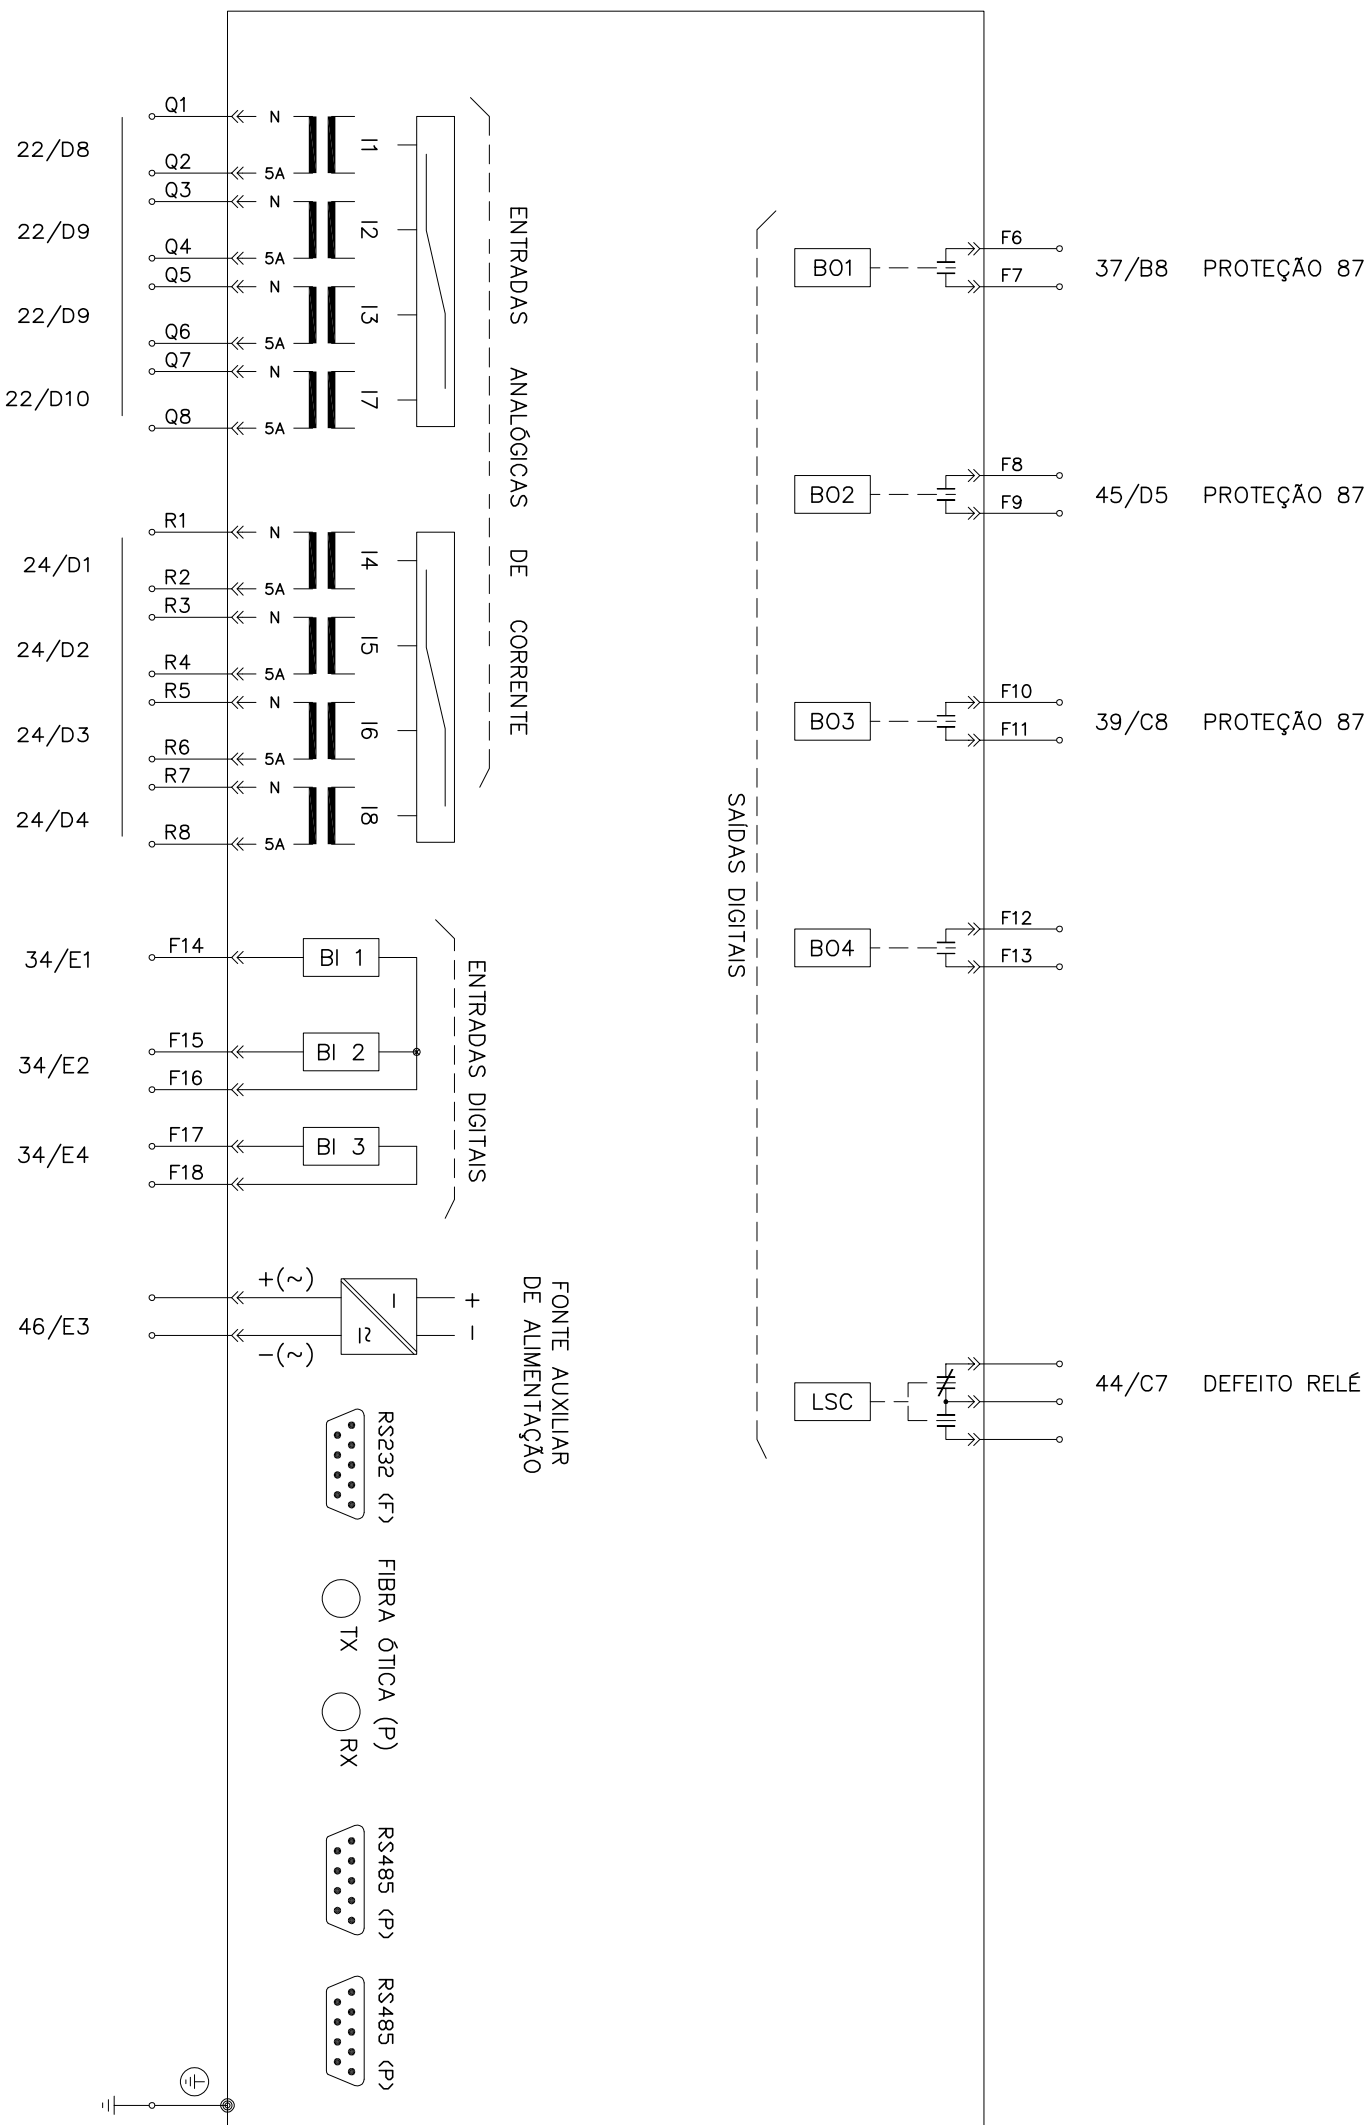 22/D8
Q1
N
Q2
5A
I1
22/D9
Q3
N
Q4
5A
I2
22/D9
Q5
N
Q6
5A
I3
22/D10
Q7
N
Q8
5A
I7
24/D1
R1
N
R2
5A
I4
24/D2
R3
N
R4
5A
I5
24/D3
R5
N
R6
5A
I6
24/D4
R7
N
R8
5A
I8
ENTRADAS ANALÓGICAS DE CORRENTE
34/E1
F14
BI 1
34/E2
F15
BI 2
F16
34/E4
F17
BI 3
F18
ENTRADAS DIGITAIS
46/E3
+(~)
-(~)
+
-
FONTE AUXILIAR
DE ALIMENTAÇÃO
RS232 (F)
FIBRA ÓTICA (P)
TX
RX
RS485 (P)
RS485 (P)
SAÍDAS DIGITAIS
BO1
F6
F7
37/B8 PROTEÇÃO 87
BO2
F8
F9
45/D5 PROTEÇÃO 87
BO3
F10
F11
39/C8 PROTEÇÃO 87
BO4
F12
F13
LSC
44/C7 DEFEITO RELÉ